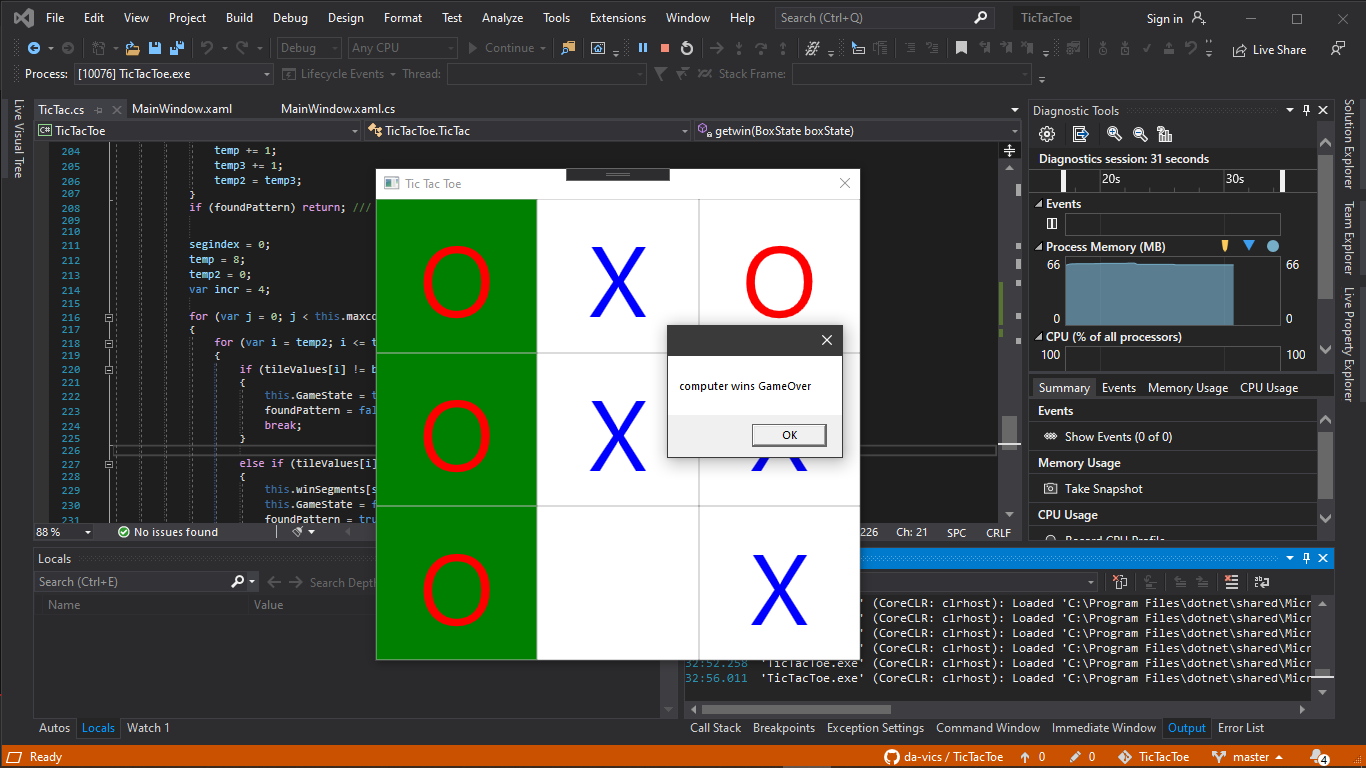 File Edit View Project Build Debug Design Format Test Analyze Tools Extensions Window Help Search (Ctrl+Q) TicTacToe Sign in
Debug Any CPU Continue Live Share
Process: [10076] TicTacToe.exe Lifecycle Events Thread: Stack Frame:
Live Visual Tree
TicTac.cs MainWindow.xaml MainWindow.xaml.cs
TicTacToe TicTacToe.TicTac getwin(BoxState boxState)
204 temp += 1;
205 temp3 += 1;
206 temp2 = temp3;
207 }
208 if (foundPattern) return; ///
209
210
211 segindex = 0;
212 temp = 8;
213 temp2 = 0;
214 var incr = 4;
215
216 for (var j = 0; j < this.maxco
217 {
218 for (var i = temp2; i <= t
219 {
220 if (tileValues[i] != b
221 {
222 this.GameState = t
223 foundPattern = fal
224 break;
225 }
226
227 else if (tileValues[i]
228 {
229 this.winSegments[s
230 this.GameState = f
231 foundPattern = tru
88 % No issues found
226 Ch: 21 SPC CRLF
Tic Tac Toe
O X O
O X X
O X
computer wins GameOver
OK
Diagnostic Tools
Diagnostics session: 31 seconds
20s 30s
Events
Process Memory (MB)
66 66
0 0
CPU (% of all processors)
100 100
Summary Events Memory Usage CPU Usage
Events
Show Events (0 of 0)
Memory Usage
Take Snapshot
CPU Usage
Record CPU Profile
Solution Explorer
Team Explorer
Live Property Explorer
Locals
Search (Ctrl+E) Search Depth
Name Value
' (CoreCLR: clrhost): Loaded 'C:\Program Files\dotnet\shared\Micr
' (CoreCLR: clrhost): Loaded 'C:\Program Files\dotnet\shared\Micr
' (CoreCLR: clrhost): Loaded 'C:\Program Files\dotnet\shared\Micr
' (CoreCLR: clrhost): Loaded 'C:\Program Files\dotnet\shared\Micr
32:52.258 'TicTacToe.exe' (CoreCLR: clrhost): Loaded 'C:\Program Files\dotnet\shared\Micr
32:56.011 'TicTacToe.exe' (CoreCLR: clrhost): Loaded 'C:\Program Files\dotnet\shared\Micr
Autos Locals Watch 1
Call Stack Breakpoints Exception Settings Command Window Immediate Window Output Error List
Ready da-vics / TicTacToe 0 0 TicTacToe master 4